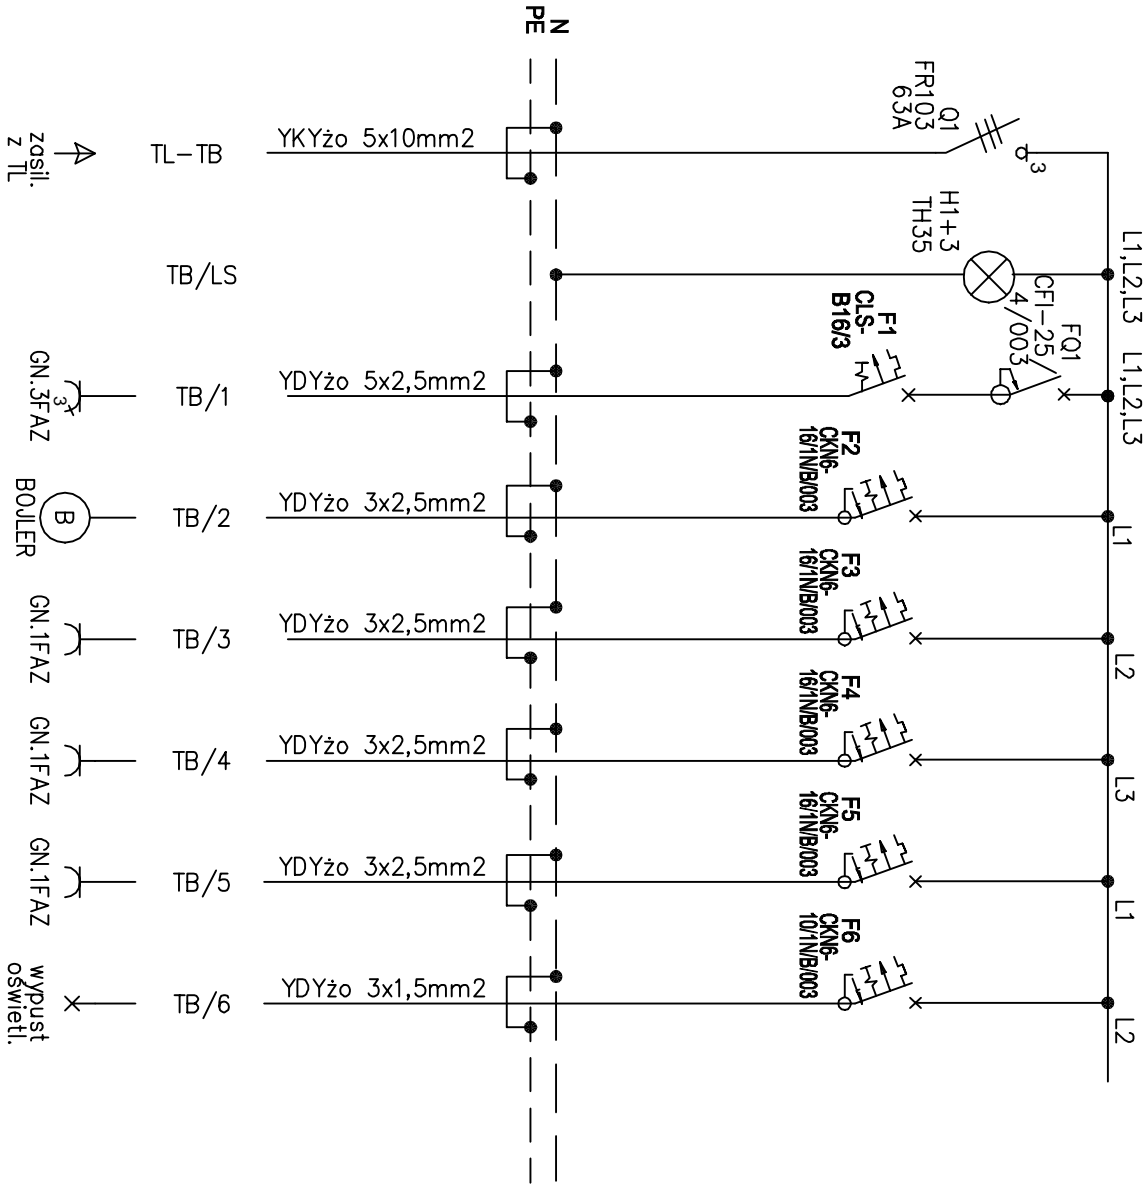 N
PE
Q1
FR103
63A
3
L1,L2,L3
YKYżo 5x10mm2
TL-TB
zasil.
z TL
H1+3
TH35
TB/LS
L1,L2,L3
FQ1
CFI-25
4/003
F1
CLS-
B16/3
YDYżo 5x2,5mm2
TB/1
3
GN.3FAZ
L1
F2
CKN6-
16/1N/B/003
YDYżo 3x2,5mm2
TB/2
B
BOJLER
L2
F3
CKN6-
16/1N/B/003
YDYżo 3x2,5mm2
TB/3
GN.1FAZ
L3
F4
CKN6-
16/1N/B/003
YDYżo 3x2,5mm2
TB/4
GN.1FAZ
L1
F5
CKN6-
16/1N/B/003
YDYżo 3x2,5mm2
TB/5
GN.1FAZ
L2
F6
CKN6-
10/1N/B/003
YDYżo 3x1,5mm2
TB/6
wypust
oświetl.